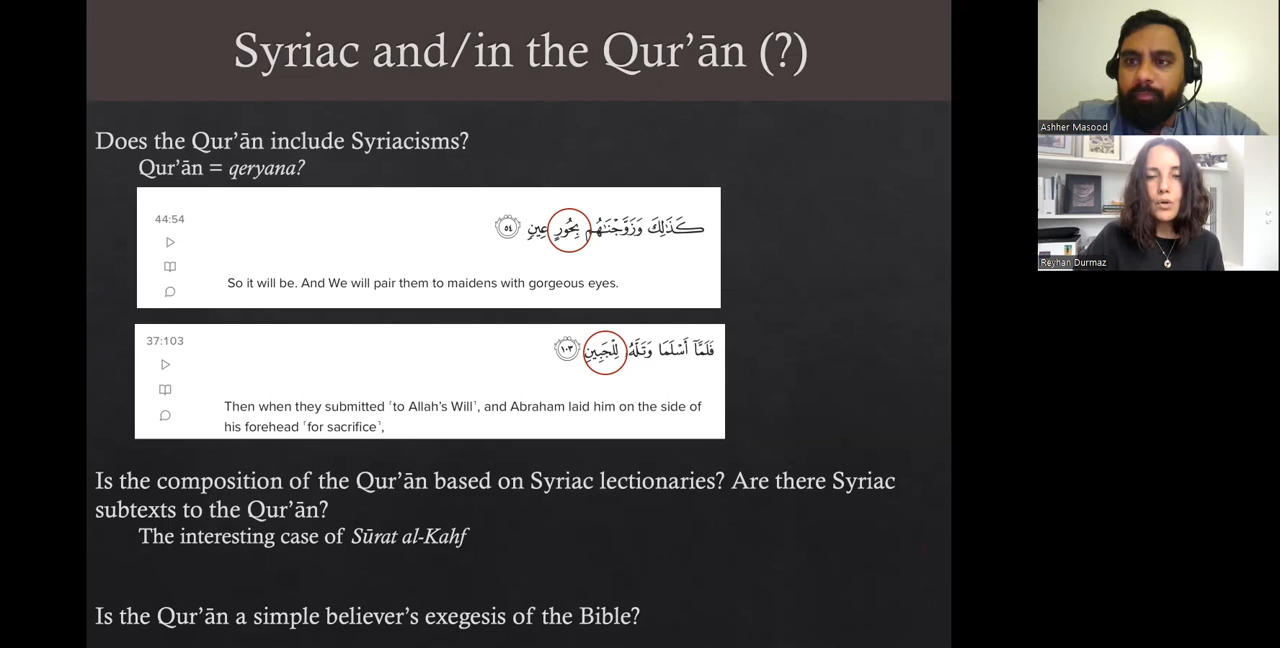 Syriac and/in the Qur’ān (?)
Does the Qur’ān include Syriacisms?
Qur’ān = qeryana?
44:54
كَذَٰلِكَ وَزَوَّجْنَـٰهُم بِحُورٍ عِينٍۢ ٥٤
So it will be. And We will pair them to maidens with gorgeous eyes.
37:103
فَلَمَّآ أَسْلَمَا وَتَلَّهُۥ لِلْجَبِينِ ١٠٣
Then when they submitted ˹to Allah’s Will˺, and Abraham laid him on the side of
his forehead ˹for sacrifice˺,
Is the composition of the Qur’ān based on Syriac lectionaries? Are there Syriac
subtexts to the Qur’ān?
The interesting case of Sūrat al-Kahf
Is the Qur’ān a simple believer’s exegesis of the Bible?
Ashher Masood
Reyhan Durmaz